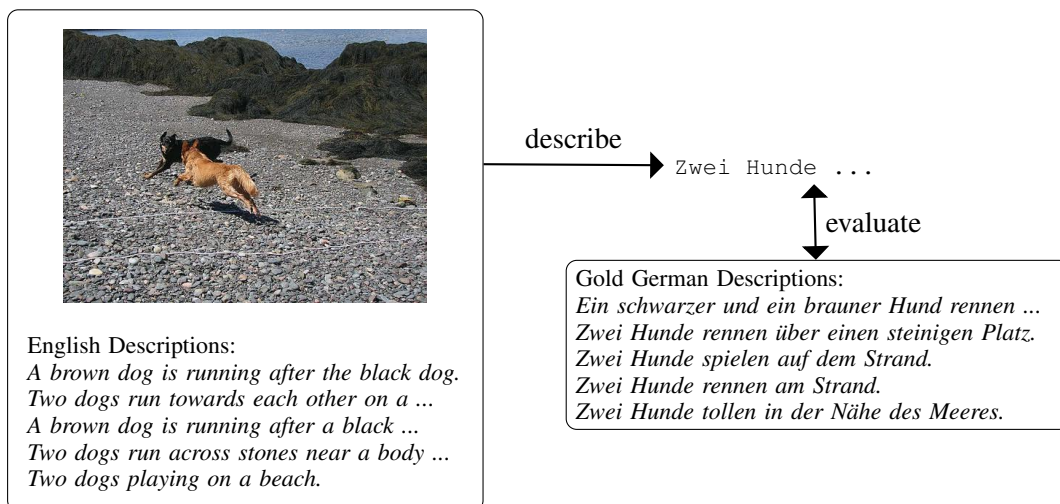 English Descriptions:
A brown dog is running after the black dog.
Two dogs run towards each other on a ...
A brown dog is running after a black ...
Two dogs run across stones near a body ...
Two dogs playing on a beach.
describe
Zwei Hunde ...
evaluate
Gold German Descriptions:
Ein schwarzer und ein brauner Hund rennen ...
Zwei Hunde rennen über einen steinigen Platz.
Zwei Hunde spielen auf dem Strand.
Zwei Hunde rennen am Strand.
Zwei Hunde tollen in der Nähe des Meeres.